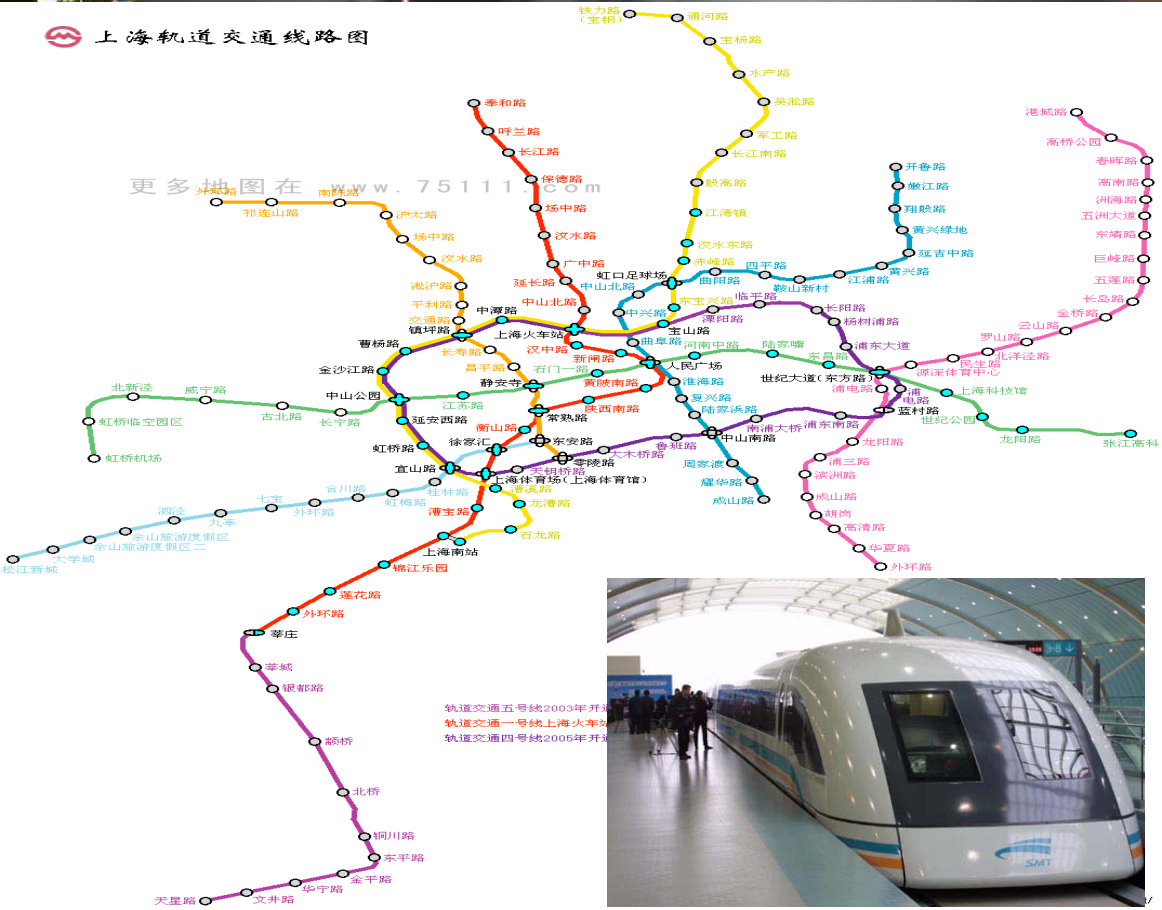 上海轨道交通线路图
更多地图在 www.75111.com
铁力路
(宝钢)
通河路
宝杨路
水产路
吴淞路
军工路
长江南路
殷高路
江湾镇
汶水东路
赤峰路
虹口足球场
东宝兴路
宝山路
奉和路
呼兰路
长江路
保德路
场中路
汶水路
广中路
延长路
中山北路
上海火车站
汉中路
新闸路
人民广场
黄陂南路
陕西南路
常熟路
衡山路
徐家汇
上海体育场(上海体育馆)
漕宝路
上海南站
锦江乐园
莲花路
外环路
莘庄
外环路
祁连山路
南陈路
沪太路
场中路
汶水路
淞沪路
平利路
交通路
镇坪路
长寿路
昌平路
静安寺
东安路
零陵路
中潭路
曹杨路
金沙江路
中山公园
延安西路
虹桥路
宜山路
漕溪路
龙漕路
石龙路
开鲁路
嫩江路
翔殷路
黄兴绿地
延吉中路
黄兴路
江浦路
鞍山新村
四平路
曲阳路
中山北路
中兴路
曲阜路
淮海路
复兴路
陆家浜路
中山南路
周家渡
耀华路
成山路
临平路
溧阳路
长阳路
杨树浦路
浦东大道
世纪大道(东方路)
浦电路
浦
电路
蓝村路
浦东南路
南浦大桥
鲁班路
大木桥路
天钥桥路
北新泾
威宁路
虹桥临空园区
虹桥机场
古北路
长宁路
江苏路
石门一路
河南中路
陆家嘴
东昌路
上海科技馆
世纪公园
龙阳路
张江高科
港城路
高桥公园
春晖路
高南路
洲海路
五洲大道
东靖路
巨峰路
五莲路
长岛路
金桥路
云山路
罗山路
北洋泾路
民生路
源深体育中心
龙阳路
浦三路
滨洲路
成山路
胡岗
高清路
华夏路
外环路
桂林路
虹梅路
合川路
外环路
七宝
九亭
泗泾
佘山旅游度假区
佘山旅游度假区二
大学城
松江新城
莘城
银都路
颛桥
北桥
铜川路
东平路
金平路
华宁路
文井路
天星路
轨道交通五号线2003年开通
轨道交通一号线上海火车站
轨道交通四号线2005年开通
3-8
SMT